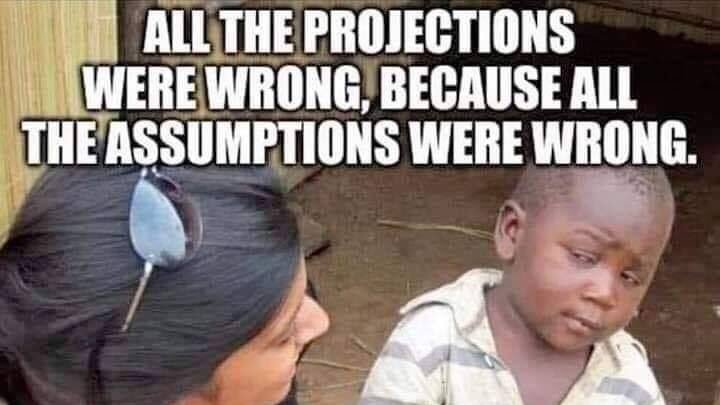 ALL THE PROJECTIONS
WERE WRONG, BECAUSE ALL
THE ASSUMPTIONS WERE WRONG.